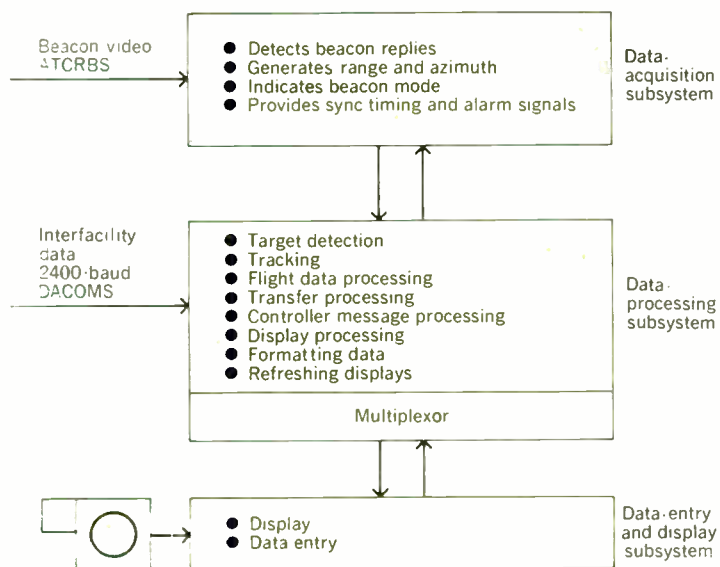 Beacon video
ATCRBS
● Detects beacon replies
● Generates range and azimuth
● Indicates beacon mode
● Provides sync timing and alarm signals
Data-
acquisition
subsystem
Interfacility
data
2400-baud
DACOMS
● Target detection
● Tracking
● Flight data processing
● Transfer processing
● Controller message processing
● Display processing
● Formatting data
● Refreshing displays
Data-
processing
subsystem
Multiplexor
● Display
● Data entry
Data-entry
and display
subsystem